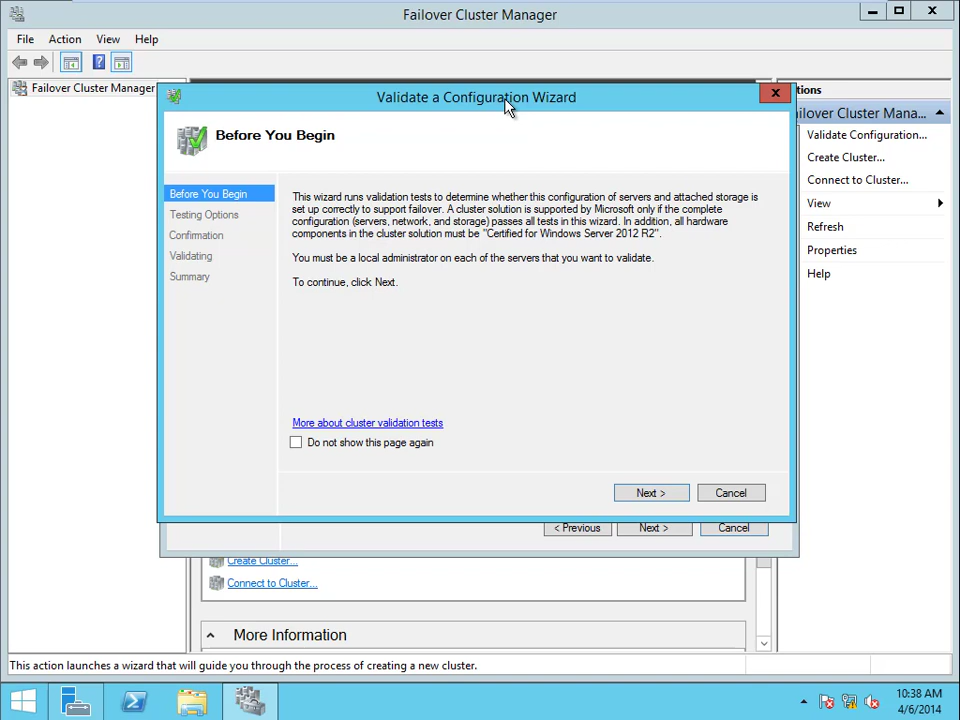 Failover Cluster Manager
File Action View Help
Failover Cluster Manager
Validate a Configuration Wizard
Before You Begin
Before You Begin
Testing Options
Confirmation
Validating
Summary
This wizard runs validation tests to determine whether this configuration of servers and attached storage is
set up correctly to support failover. A cluster solution is supported by Microsoft only if the complete
configuration (servers, network, and storage) passes all tests in this wizard. In addition, all hardware
components in the cluster solution must be "Certified for Windows Server 2012 R2".
You must be a local administrator on each of the servers that you want to validate.
To continue, click Next.
More about cluster validation tests
Do not show this page again
Next > Cancel
< Previous Next > Cancel
Create Cluster...
Connect to Cluster...
More Information
ions
ilover Cluster Mana...
Validate Configuration...
Create Cluster...
Connect to Cluster...
View
Refresh
Properties
Help
This action launches a wizard that will guide you through the process of creating a new cluster.
10:38 AM
4/6/2014